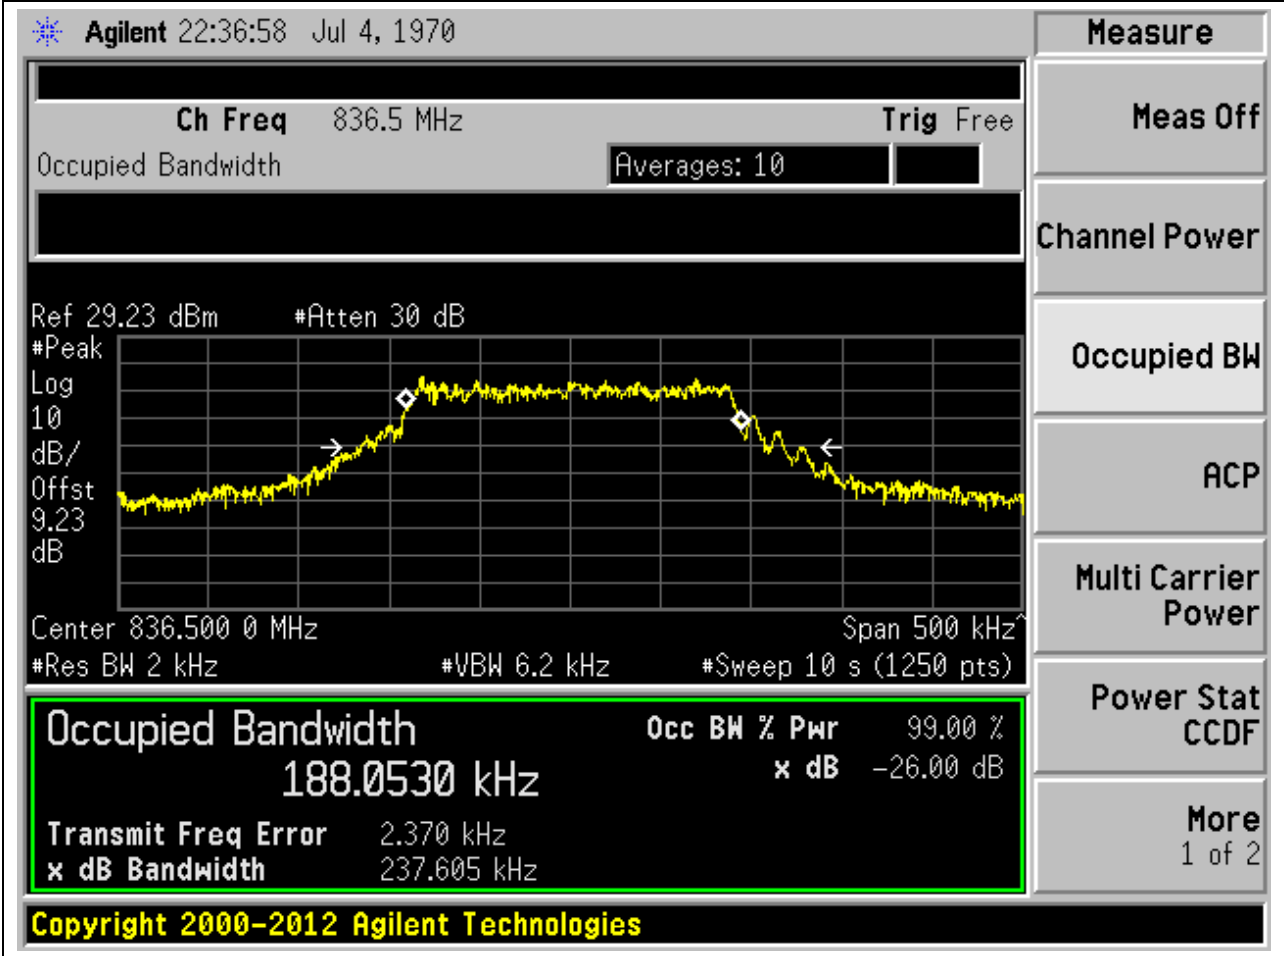 Agilent 22:36:58 Jul 4, 1970
Measure
Ch Freq 836.5 MHz Trig Free
Occupied Bandwidth Averages: 10
Ref 29.23 dBm #Atten 30 dB
#Peak
Log
10
dB/
Offst
9.23
dB
Center 836.500 0 MHz Span 500 kHz^
#Res BW 2 kHz #VBW 6.2 kHz #Sweep 10 s (1250 pts)
Occupied Bandwidth
188.0530 kHz
Occ BW % Pwr 99.00 %
x dB -26.00 dB
Transmit Freq Error 2.370 kHz
x dB Bandwidth 237.605 kHz
Meas Off
Channel Power
Occupied BW
ACP
Multi Carrier
Power
Power Stat
CCDF
More
1 of 2
Copyright 2000-2012 Agilent Technologies